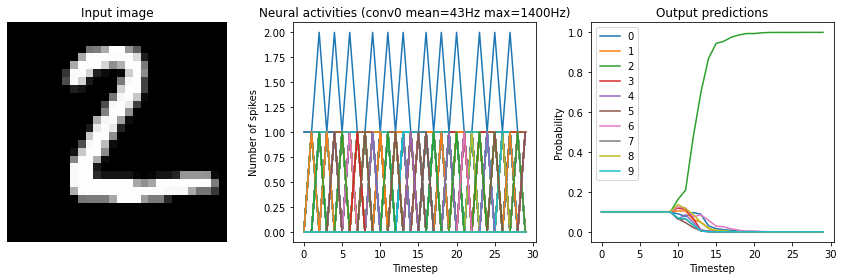 Input image
2
Neural activities (conv0 mean=43Hz max=1400Hz)
Number of spikes
2.00
1.75
1.50
1.25
1.00
0.75
0.50
0.25
0.00
0 5 10 15 20 25 30
Timestep
Output predictions
Probability
1.0
0.8
0.6
0.4
0.2
0.0
0
1
2
3
4
5
6
7
8
9
0 5 10 15 20 25 30
Timestep